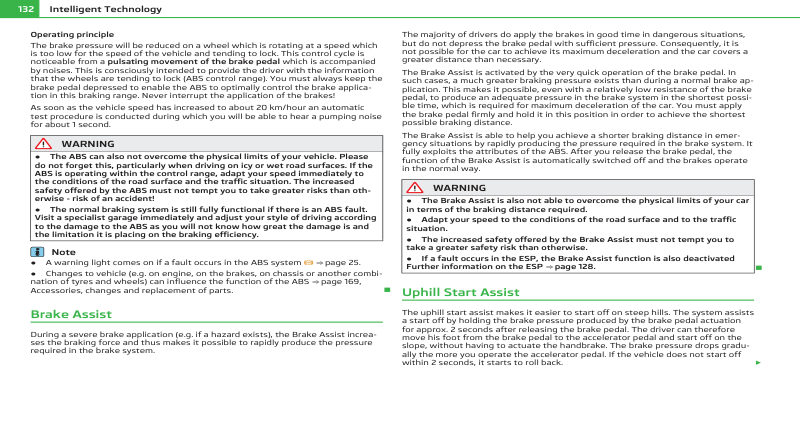 132 Intelligent Technology
Operating principle
The brake pressure will be reduced on a wheel which is rotating at a speed which
is too low for the speed of the vehicle and tending to lock. This control cycle is
noticeable from a pulsating movement of the brake pedal which is accompanied
by noises. This is consciously intended to provide the driver with the information
that the wheels are tending to lock (ABS control range). You must always keep the
brake pedal depressed to enable the ABS to optimally control the brake applica-
tion in this braking range. Never interrupt the application of the brakes!
As soon as the vehicle speed has increased to about 20 km/hour an automatic
test procedure is conducted during which you will be able to hear a pumping noise
for about 1 second.
WARNING
● The ABS can also not overcome the physical limits of your vehicle. Please
do not forget this, particularly when driving on icy or wet road surfaces. If the
ABS is operating within the control range, adapt your speed immediately to
the conditions of the road surface and the traffic situation. The increased
safety offered by the ABS must not tempt you to take greater risks than oth-
erwise - risk of an accident!
● The normal braking system is still fully functional if there is an ABS fault.
Visit a specialist garage immediately and adjust your style of driving according
to the damage to the ABS as you will not know how great the damage is and
the limitation it is placing on the braking efficiency.
Note
● A warning light comes on if a fault occurs in the ABS system ⇒ page 25.
● Changes to vehicle (e.g. on engine, on the brakes, on chassis or another combi-
nation of tyres and wheels) can influence the function of the ABS ⇒ page 169,
Accessories, changes and replacement of parts.
Brake Assist
During a severe brake application (e.g. if a hazard exists), the Brake Assist increa-
ses the braking force and thus makes it possible to rapidly produce the pressure
required in the brake system.
The majority of drivers do apply the brakes in good time in dangerous situations,
but do not depress the brake pedal with sufficient pressure. Consequently, it is
not possible for the car to achieve its maximum deceleration and the car covers a
greater distance than necessary.
The Brake Assist is activated by the very quick operation of the brake pedal. In
such cases, a much greater braking pressure exists than during a normal brake ap-
plication. This makes it possible, even with a relatively low resistance of the brake
pedal, to produce an adequate pressure in the brake system in the shortest possi-
ble time, which is required for maximum deceleration of the car. You must apply
the brake pedal firmly and hold it in this position in order to achieve the shortest
possible braking distance.
The Brake Assist is able to help you achieve a shorter braking distance in emer-
gency situations by rapidly producing the pressure required in the brake system. It
fully exploits the attributes of the ABS. After you release the brake pedal, the
function of the Brake Assist is automatically switched off and the brakes operate
in the normal way.
WARNING
● The Brake Assist is also not able to overcome the physical limits of your car
in terms of the braking distance required.
● Adapt your speed to the conditions of the road surface and to the traffic
situation.
● The increased safety offered by the Brake Assist must not tempt you to
take a greater safety risk than otherwise.
● If a fault occurs in the ESP, the Brake Assist function is also deactivated
Further information on the ESP ⇒ page 128.
Uphill Start Assist
The uphill start assist makes it easier to start off on steep hills. The system assists
a start off by holding the brake pressure produced by the brake pedal actuation
for approx. 2 seconds after releasing the brake pedal. The driver can therefore
move his foot from the brake pedal to the accelerator pedal and start off on the
slope, without having to actuate the handbrake. The brake pressure drops gradu-
ally the more you operate the accelerator pedal. If the vehicle does not start off
within 2 seconds, it starts to roll back.